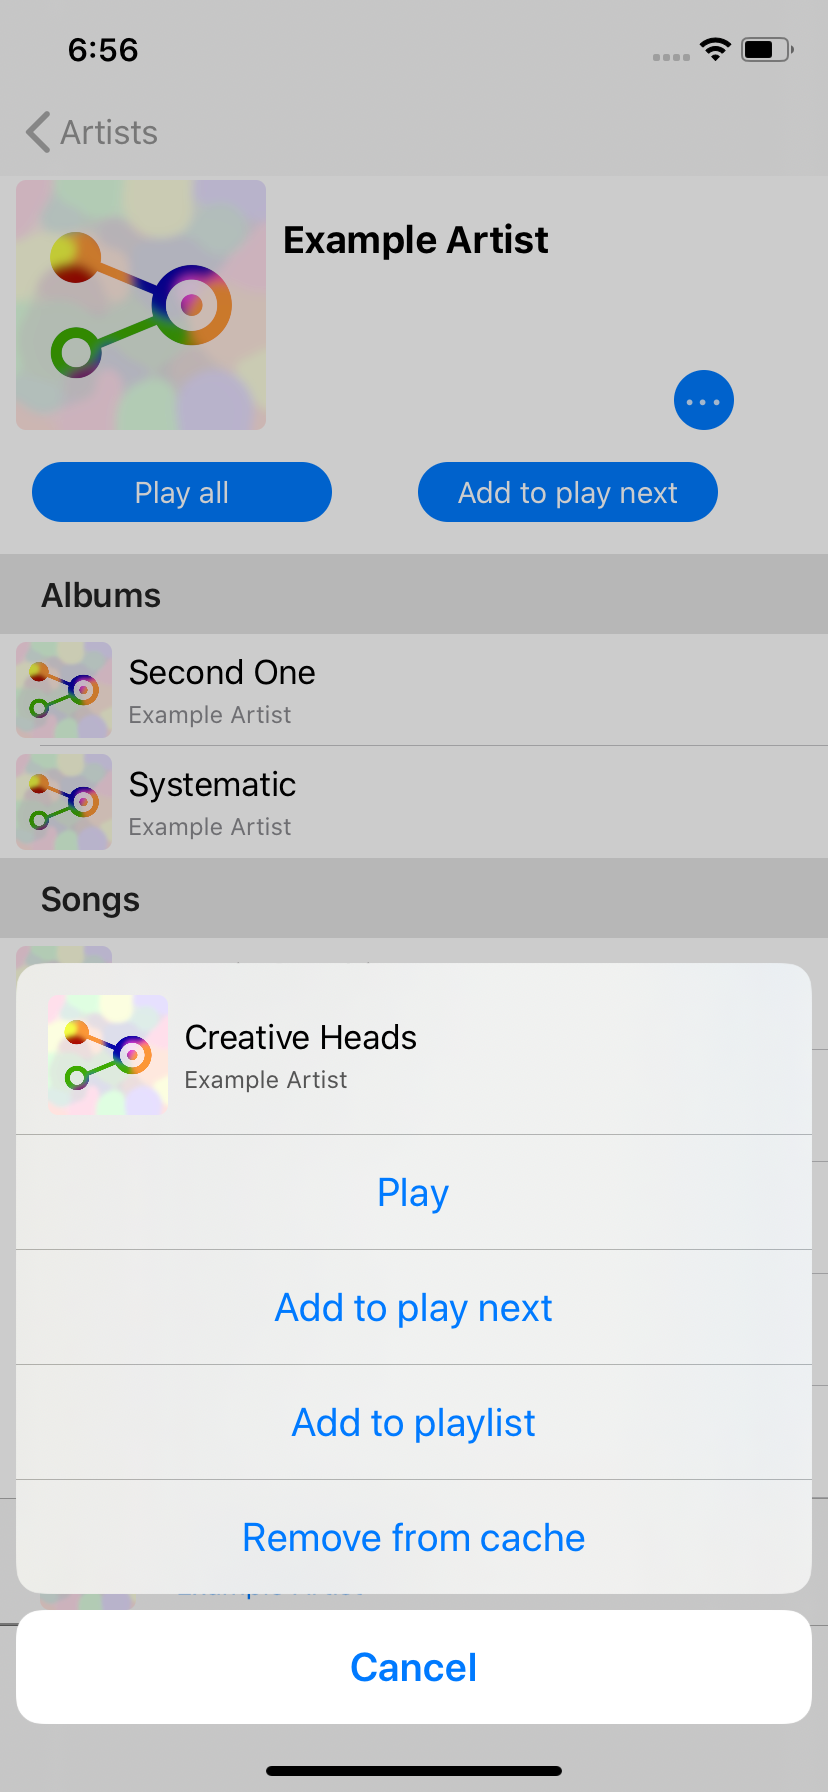 6:56
Artists
Example Artist
Play all
Add to play next
Albums
Second One
Example Artist
Systematic
Example Artist
Songs
Creative Heads
Example Artist
Play
Add to play next
Add to playlist
Remove from cache
Cancel